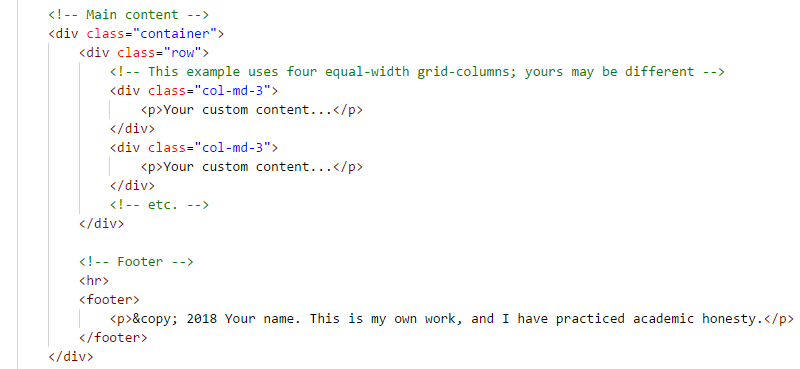 <!-- Main content -->
<div class="container">
    <div class="row">
        <!-- This example uses four equal-width grid-columns; yours may be different -->
        <div class="col-md-3">
            <p>Your custom content...</p>
        </div>
        <div class="col-md-3">
            <p>Your custom content...</p>
        </div>
        <!-- etc. -->
    </div>

    <!-- Footer -->
    <hr>
    <footer>
        <p>&copy; 2018 Your name. This is my own work, and I have practiced academic honesty.</p>
    </footer>
</div>